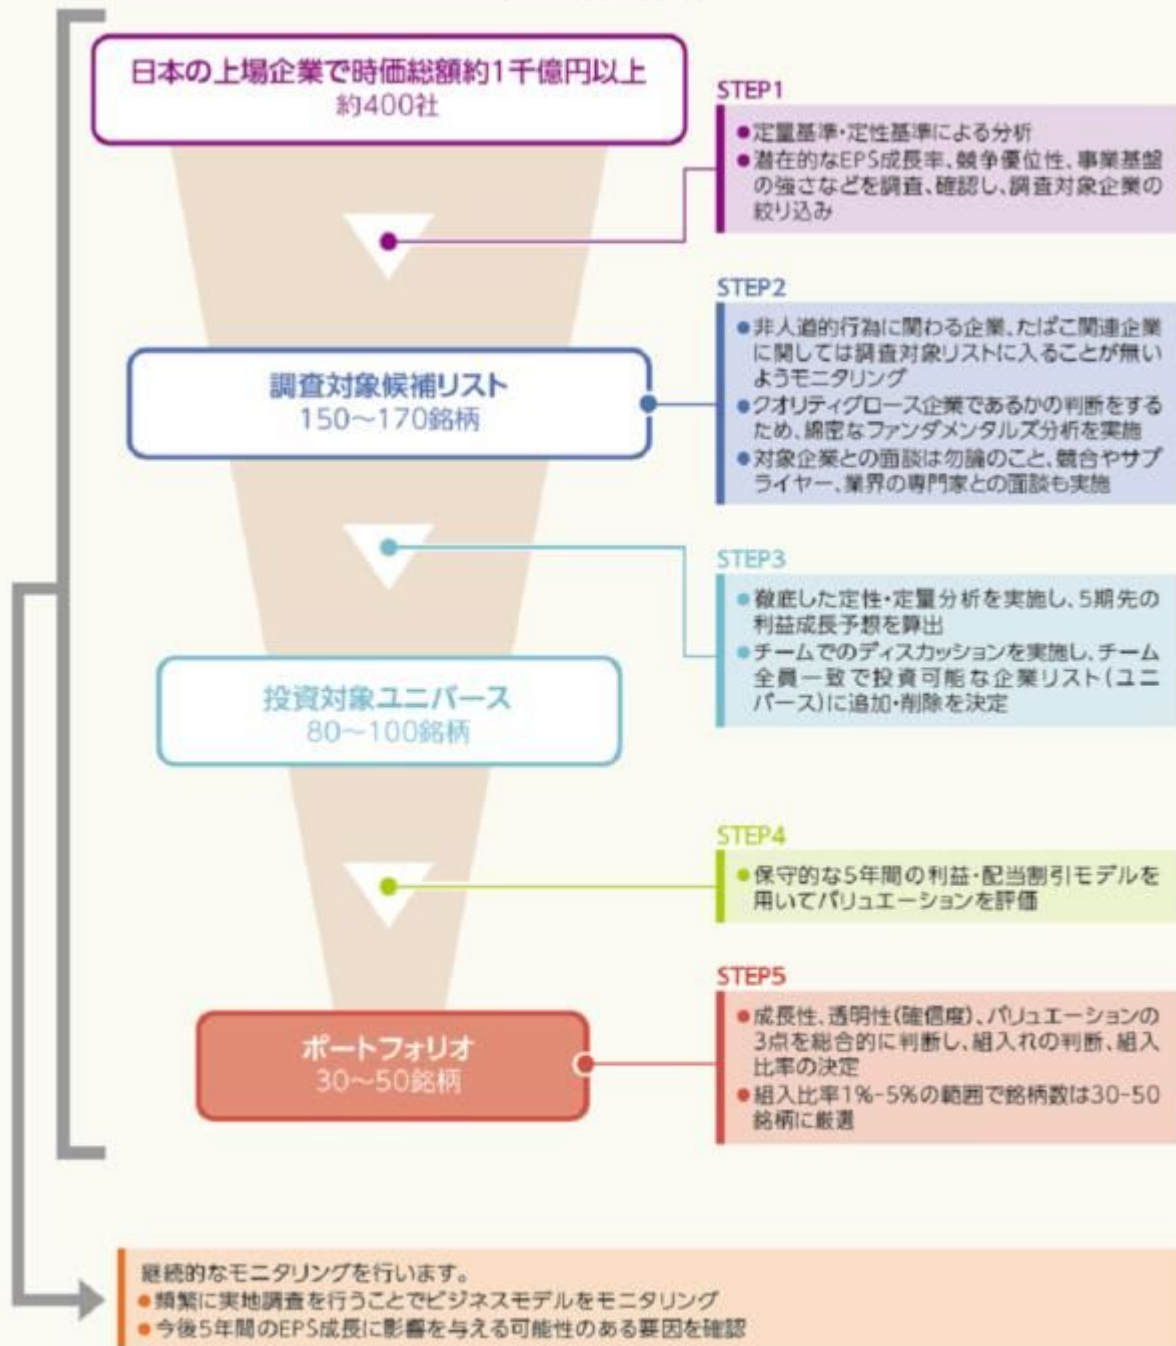 日本の上場企業で時価総額約1千億円以上
約400社
STEP1
●定量基準・定性基準による分析
●潜在的なEPS成長率、競争優位性、事業基盤
の強さなどを調査、確認し、調査対象企業の
絞り込み
STEP2
●非人道的行為に関わる企業、たばこ関連企業
に関しては調査対象リストに入ることが無い
ようモニタリング
●クオリティグロース企業であるかの判断をする
ため、綿密なファンダメンタルズ分析を実施
●対象企業との面談は勿論のこと、競合やサプ
ライヤー、業界の専門家との面談も実施
調査対象候補リスト
150～170銘柄
STEP3
●徹底した定性・定量分析を実施し、5期先の
利益成長予想を算出
●チームでのディスカッションを実施し、チーム
全員一致で投資可能な企業リスト(ユニ
バース)に追加・削除を決定
投資対象ユニバース
80～100銘柄
STEP4
●保守的な5年間の利益・配当割引モデルを
用いてバリュエーションを評価
STEP5
●成長性、透明性(確信度)、バリュエーションの
3点を総合的に判断し、組入れの判断、組入
比率の決定
●組入比率1%-5%の範囲で銘柄数は30-50
銘柄に厳選
ポートフォリオ
30～50銘柄
継続的なモニタリングを行います。
●頻繁に実地調査を行うことでビジネスモデルをモニタリング
●今後5年間のEPS成長に影響を与える可能性のある要因を確認